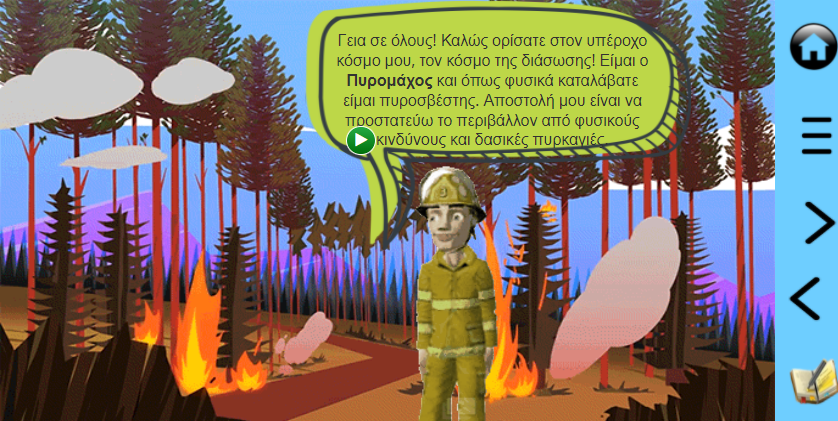 Γεια σε όλους! Καλώς ορίσατε στον υπέροχο
κόσμο μου, τον κόσμο της διάσωσης! Είμαι ο
Πυρομάχος και όπως φυσικά καταλάβατε
είμαι πυροσβέστης. Αποστολή μου είναι να
προστατεύω το περιβάλλον από φυσικούς
κινδύνους και δασικές πυρκαγιές.